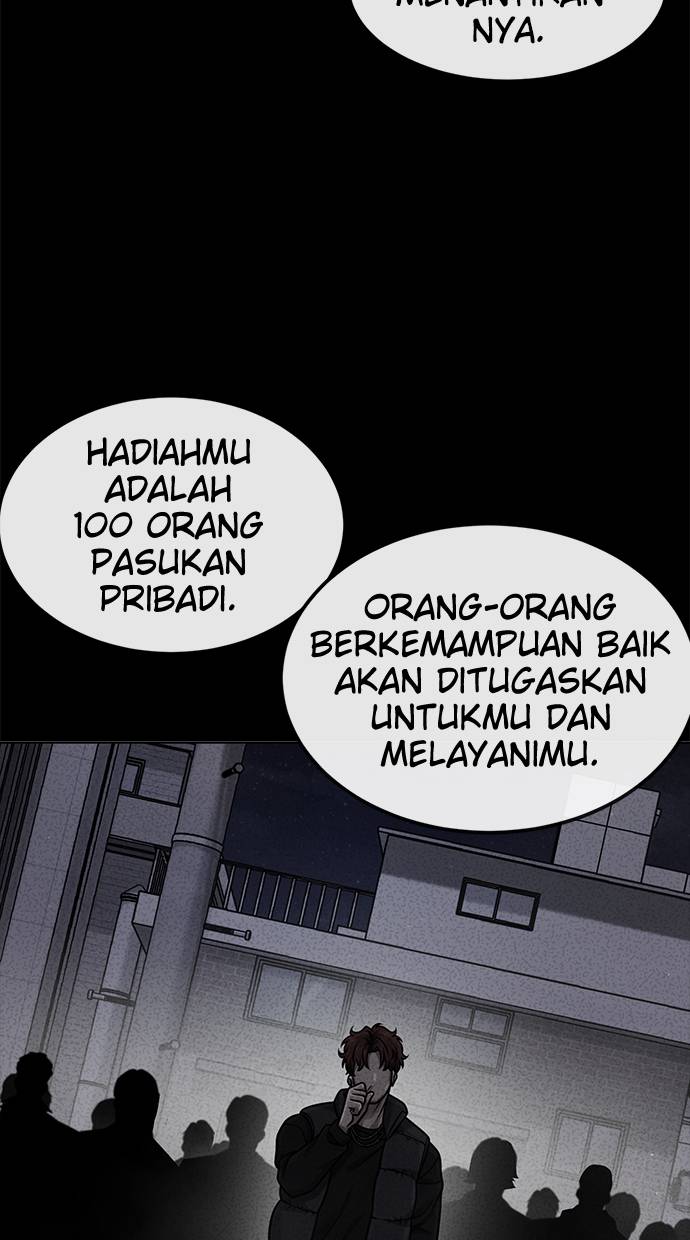 NYA.
HADIAHMU
ADALAH
100 ORANG
PASUKAN
PRIBADI.
ORANG-ORANG
BERKEMAMPUAN BAIK
AKAN DITUGASKAN
UNTUKMU DAN
MELAYANIMU.